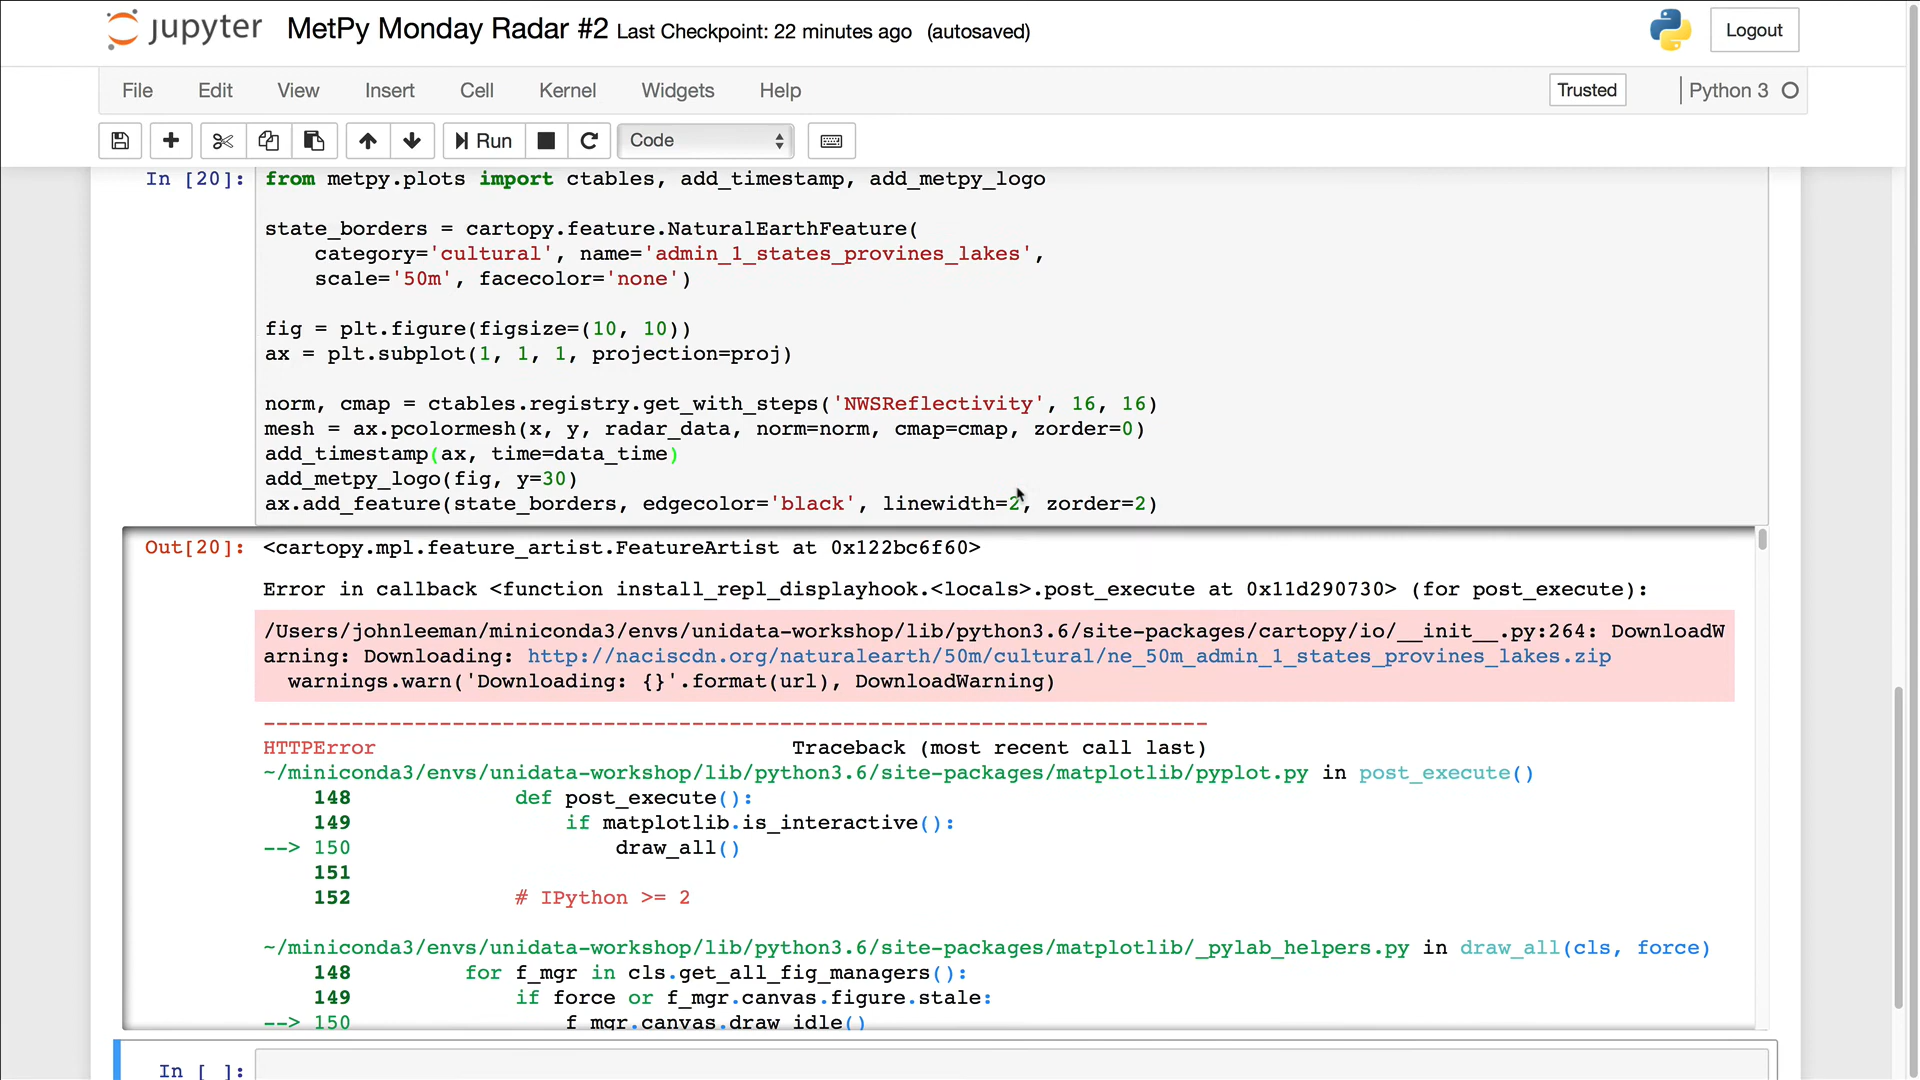 jupyter MetPy Monday Radar #2 Last Checkpoint: 22 minutes ago (autosaved) Logout
File Edit View Insert Cell Kernel Widgets Help Trusted Python 3
Run Code
In [20]: from metpy.plots import ctables, add_timestamp, add_metpy_logo
state_borders = cartopy.feature.NaturalEarthFeature(
category='cultural', name='admin_1_states_provines_lakes',
scale='50m', facecolor='none')
fig = plt.figure(figsize=(10, 10))
ax = plt.subplot(1, 1, 1, projection=proj)
norm, cmap = ctables.registry.get_with_steps('NWSReflectivity', 16, 16)
mesh = ax.pcolormesh(x, y, radar_data, norm=norm, cmap=cmap, zorder=0)
add_timestamp(ax, time=data_time)
add_metpy_logo(fig, y=30)
ax.add_feature(state_borders, edgecolor='black', linewidth=2, zorder=2)
Out[20]: <cartopy.mpl.feature_artist.FeatureArtist at 0x122bc6f60>
Error in callback <function install_repl_displayhook.<locals>.post_execute at 0x11d290730> (for post_execute):
/Users/johnleeman/miniconda3/envs/unidata-workshop/lib/python3.6/site-packages/cartopy/io/__init__.py:264: DownloadW
arning: Downloading: http://naciscdn.org/naturalearth/50m/cultural/ne_50m_admin_1_states_provines_lakes.zip
warnings.warn('Downloading: {}'.format(url), DownloadWarning)
---------------------------------------------------------------------------
HTTPError Traceback (most recent call last)
~/miniconda3/envs/unidata-workshop/lib/python3.6/site-packages/matplotlib/pyplot.py in post_execute()
148 def post_execute():
149 if matplotlib.is_interactive():
--> 150 draw_all()
151
152 # IPython >= 2
~/miniconda3/envs/unidata-workshop/lib/python3.6/site-packages/matplotlib/_pylab_helpers.py in draw_all(cls, force)
148 for f_mgr in cls.get_all_fig_managers():
149 if force or f_mgr.canvas.figure.stale:
--> 150 f_mgr.canvas.draw_idle()
In [ ]: